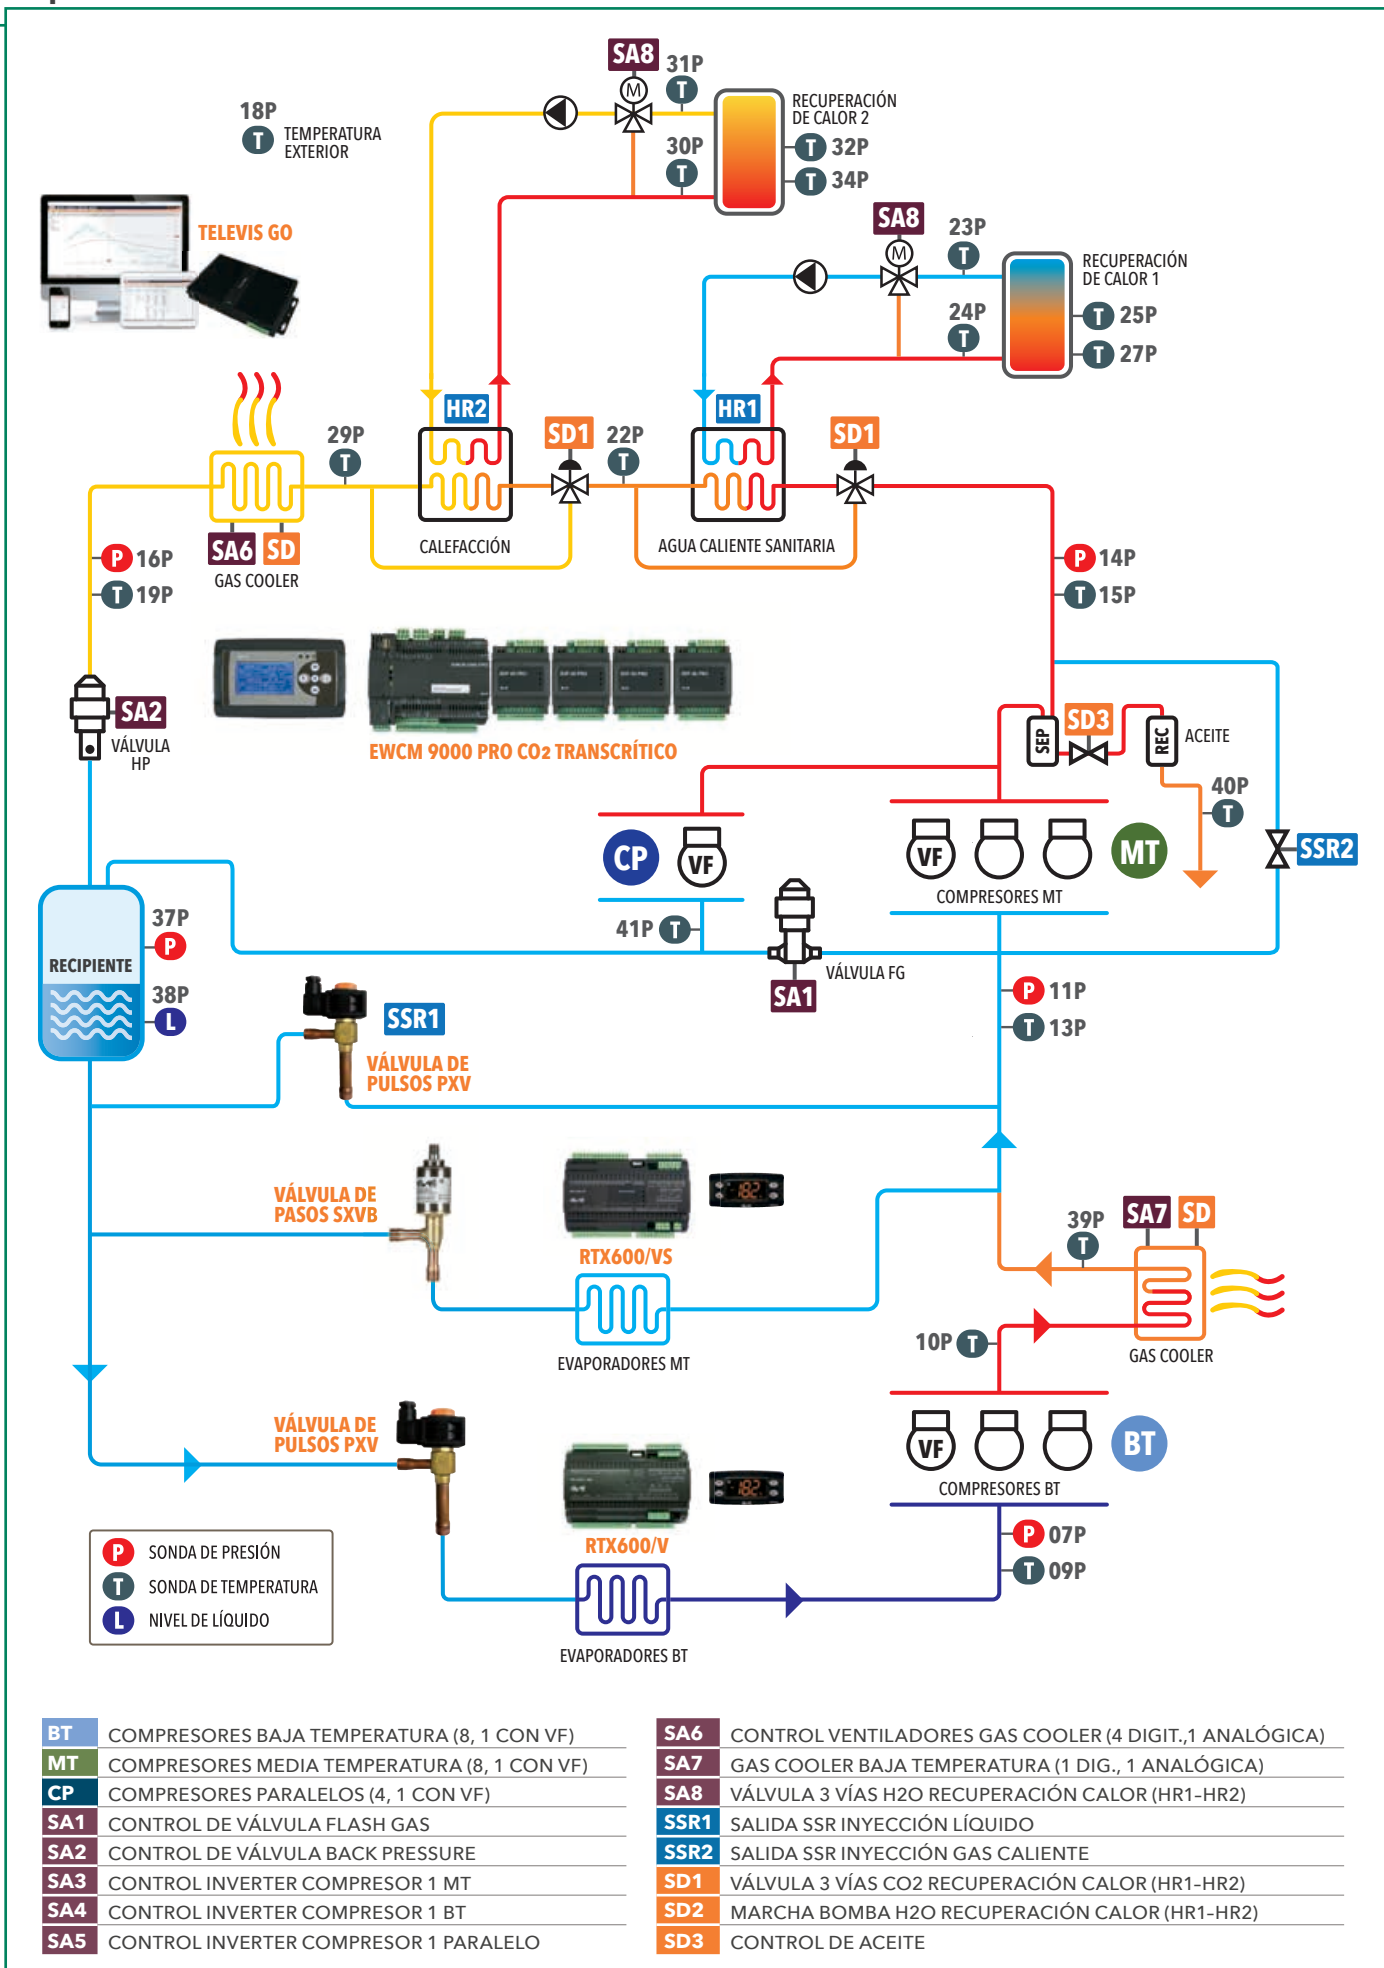 SA8
31P
M
18P
T
T
TEMPERATURA
EXTERIOR
30P
T
RECUPERACIÓN
DE CALOR 2
T 32P
T 34P
TELEVIS GO
SA8
M
23P
T
RECUPERACIÓN
DE CALOR 1
24P
T
T 25P
T 27P
HR2
HR1
29P
T
SD1
22P
T
SD1
SA6
SD
GAS COOLER
CALEFACCIÓN
AGUA CALIENTE SANITARIA
P 16P
T 19P
P 14P
T 15P
SA2
VÁLVULA
HP
EWCM 9000 PRO CO2 TRANSCRÍTICO
SEP
SD3
REC
ACEITE
40P
T
CP
VF
VF
MT
SSR2
COMPRESORES MT
41P T
VÁLVULA FG
SA1
RECIPIENTE
37P
P
38P
L
P 11P
T 13P
SSR1
VÁLVULA DE
PULSOS PXV
VÁLVULA DE
PASOS SXVB
RTX600/VS
EVAPORADORES MT
39P
T
SA7
SD
GAS COOLER
10P T
VÁLVULA DE
PULSOS PXV
VF
BT
COMPRESORES BT
RTX600/V
P 07P
T 09P
EVAPORADORES BT
P SONDA DE PRESIÓN
T SONDA DE TEMPERATURA
L NIVEL DE LÍQUIDO
BT COMPRESORES BAJA TEMPERATURA (8, 1 CON VF)
MT COMPRESORES MEDIA TEMPERATURA (8, 1 CON VF)
CP COMPRESORES PARALELOS (4, 1 CON VF)
SA1 CONTROL DE VÁLVULA FLASH GAS
SA2 CONTROL DE VÁLVULA BACK PRESSURE
SA3 CONTROL INVERTER COMPRESOR 1 MT
SA4 CONTROL INVERTER COMPRESOR 1 BT
SA5 CONTROL INVERTER COMPRESOR 1 PARALELO
SA6 CONTROL VENTILADORES GAS COOLER (4 DIGIT.,1 ANALÓGICA)
SA7 GAS COOLER BAJA TEMPERATURA (1 DIG., 1 ANALÓGICA)
SA8 VÁLVULA 3 VÍAS H2O RECUPERACIÓN CALOR (HR1-HR2)
SSR1 SALIDA SSR INYECCIÓN LÍQUIDO
SSR2 SALIDA SSR INYECCIÓN GAS CALIENTE
SD1 VÁLVULA 3 VÍAS CO2 RECUPERACIÓN CALOR (HR1-HR2)
SD2 MARCHA BOMBA H2O RECUPERACIÓN CALOR (HR1-HR2)
SD3 CONTROL DE ACEITE